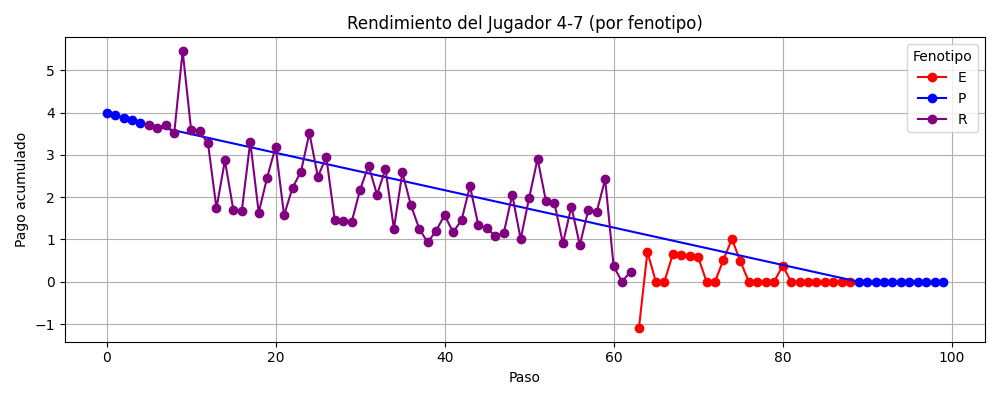 Rendimiento del Jugador 4-7 (por fenotipo)
Pago acumulado
5
4
3
2
1
0
−1
0 20 40 60 80 100
Paso
Fenotipo
E
P
R